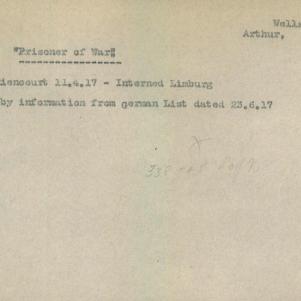 Wells
Arthur,
"Prisoner of War"
iencourt 11.4.17 - Interned Limburg
by information from german List dated 23.6.17